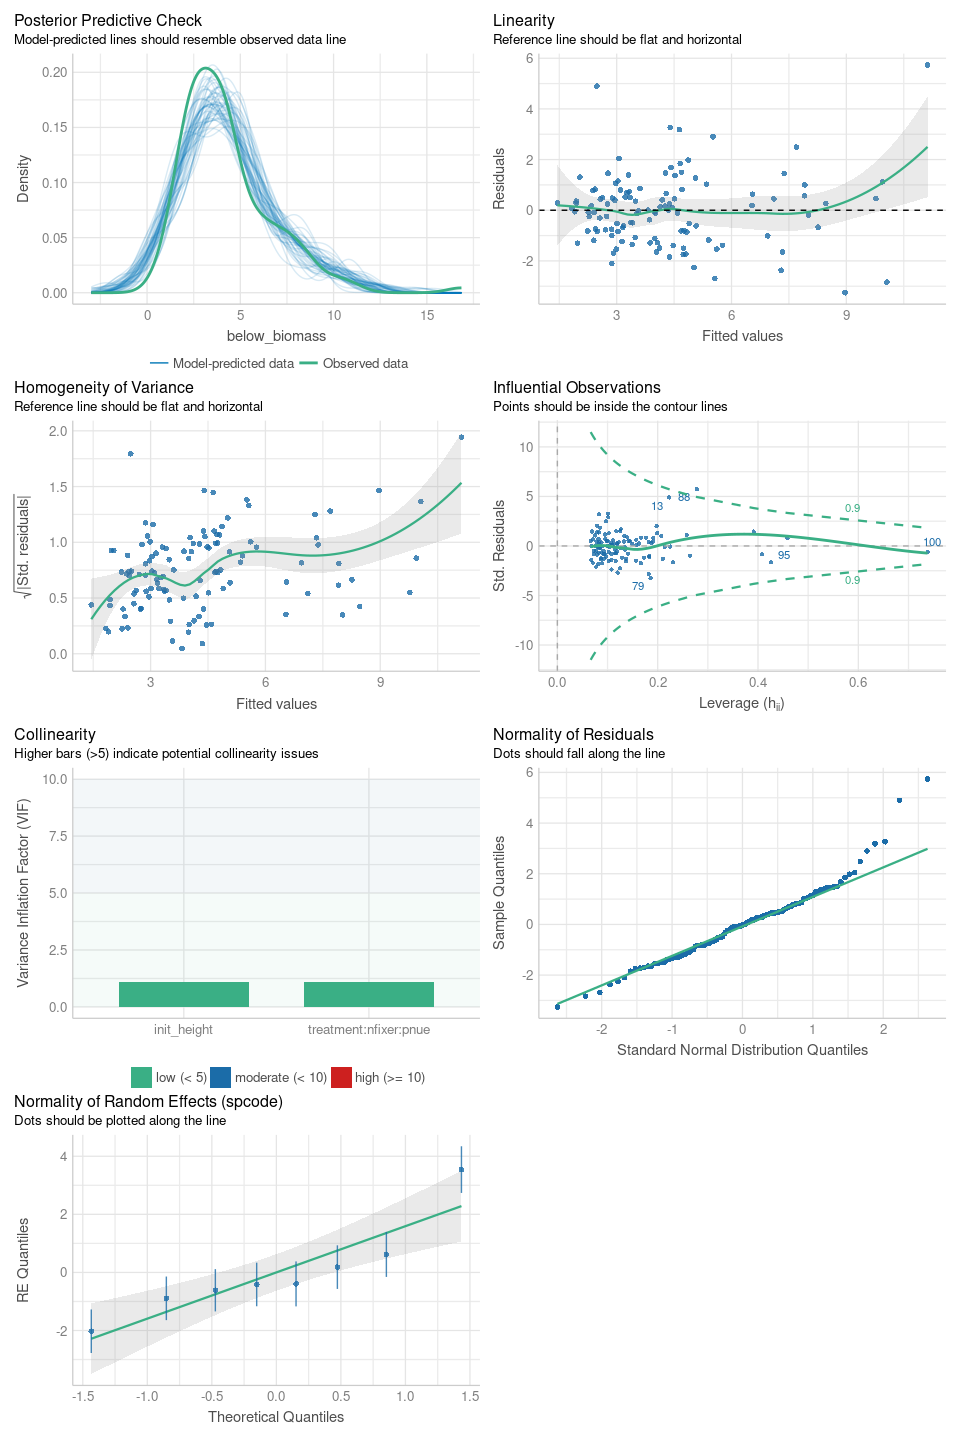 Posterior Predictive Check
Model-predicted lines should resemble observed data line
0.20
0.15
0.10
0.05
0.00
Density
0 5 10 15
below_biomass
Model-predicted data Observed data
Linearity
Reference line should be flat and horizontal
6
4
2
0
-2
Residuals
3 6 9
Fitted values
Homogeneity of Variance
Reference line should be flat and horizontal
2.0
1.5
1.0
0.5
0.0
√|Std. residuals|
3 6 9
Fitted values
Influential Observations
Points should be inside the contour lines
10
5
0
-5
-10
Std. Residuals
88
13
0.9
100
95
79
0.9
0.0 0.2 0.4 0.6
Leverage (hii)
Collinearity
Higher bars (>5) indicate potential collinearity issues
10.0
7.5
5.0
2.5
0.0
Variance Inflation Factor (VIF)
init_height treatment:nfixer:pnue
low (< 5) moderate (< 10) high (>= 10)
Normality of Residuals
Dots should fall along the line
6
4
2
0
-2
Sample Quantiles
-2 -1 0 1 2
Standard Normal Distribution Quantiles
Normality of Random Effects (spcode)
Dots should be plotted along the line
4
2
0
-2
RE Quantiles
-1.5 -1.0 -0.5 0.0 0.5 1.0 1.5
Theoretical Quantiles